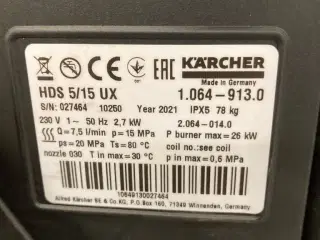 CE EAC KÄRCHER
Made in Germany
HDS 5/15 UX 1.064-913.0
S/N: 027464 10250 Year 2021 IPX5 78 kg
230 V 1~ 50 Hz 2,7 kW 2.064-014.0
Q=7,5 l/min p=15 MPa P burner max=26 kW
ps=20 MPa Ts=80 °C coil no.:see coil
nozzle 030 T in max=30 °C p in max=0,6 MPa
10649130027464
Alfred Kärcher SE & Co.KG, P.O.Box 160, 71349 Winnenden, Germany